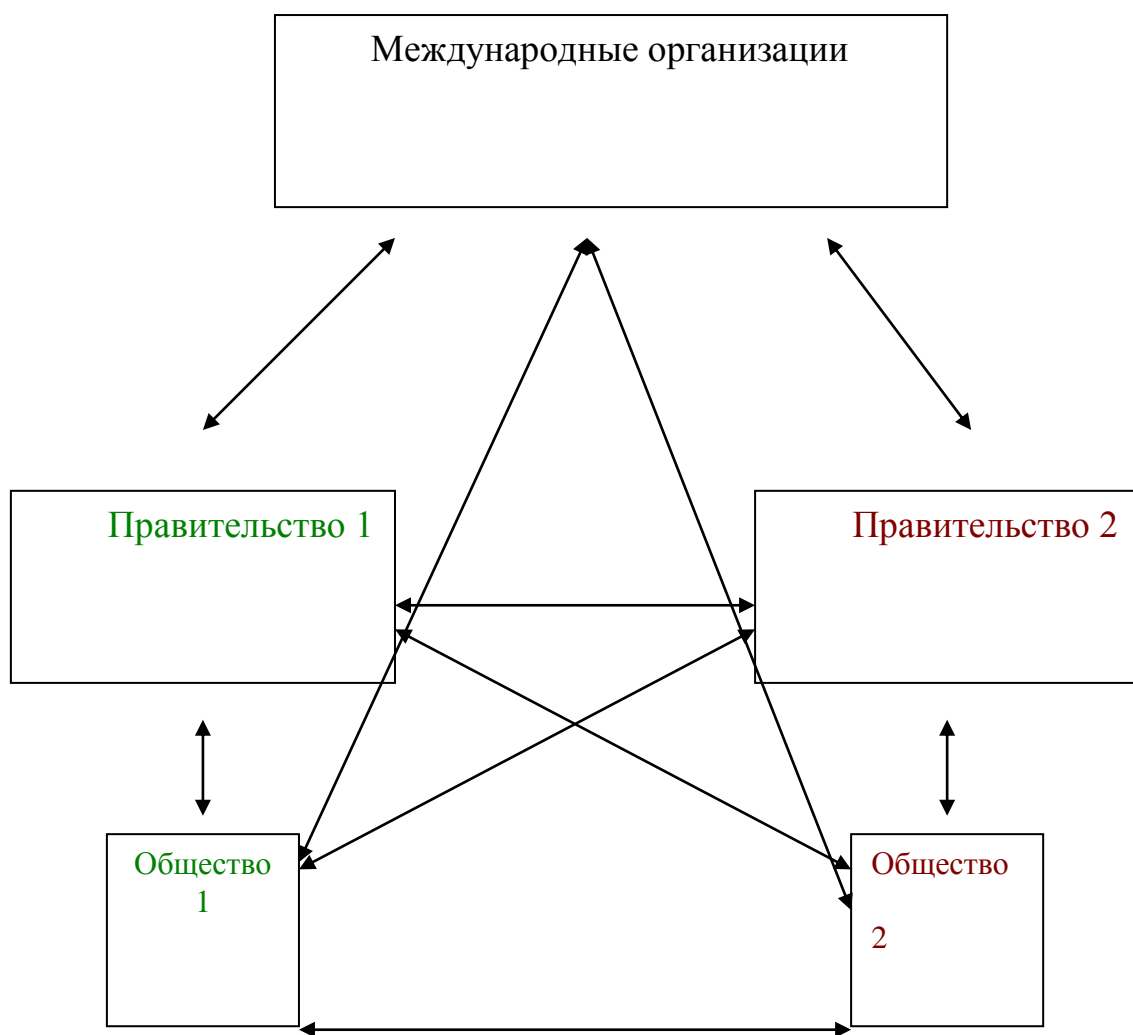 Международные организации
Правительство 1
Правительство 2
Общество
1
Общество
2